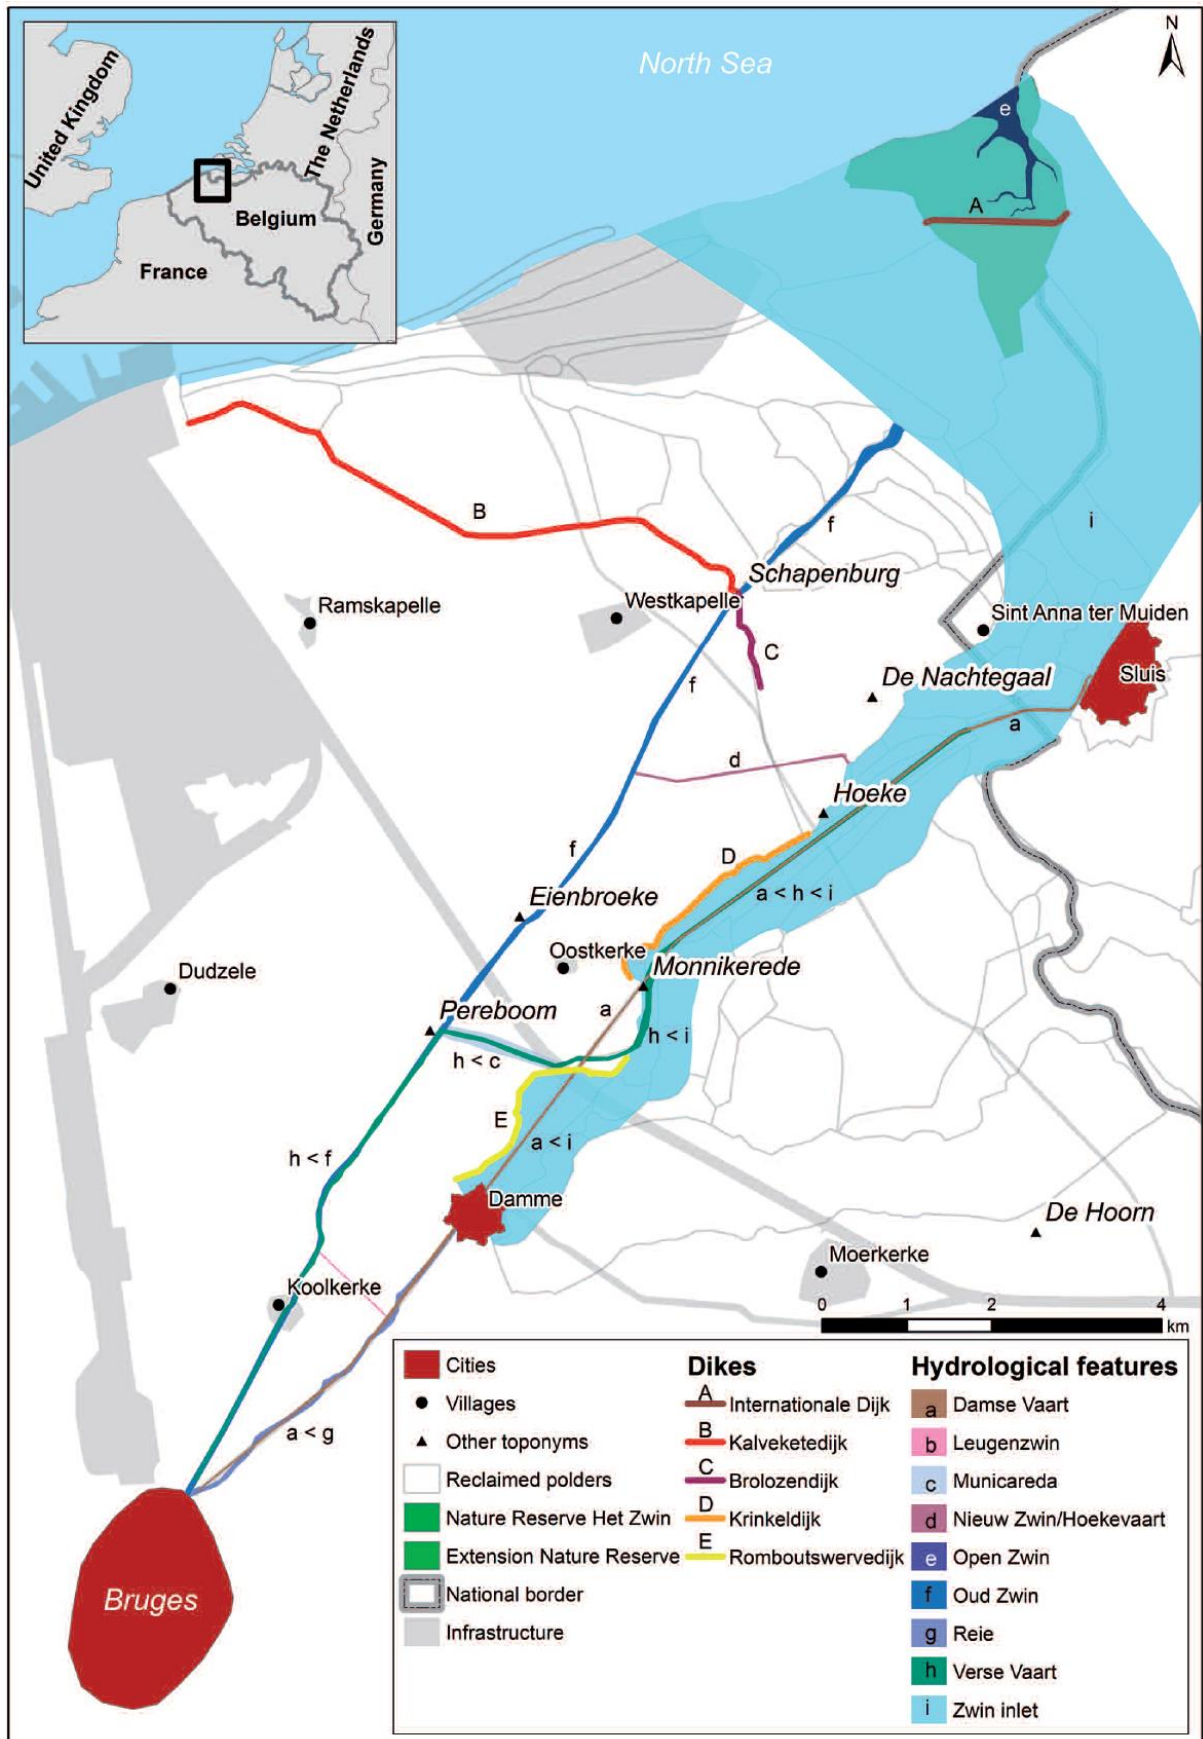 North Sea
N
United Kingdom
The Netherlands
Germany
Belgium
France
e
A
i
B
f
Schapenburg
Ramskapelle
Westkapelle
Sint Anna ter Muiden
C
De Nachtegaal
Sluis
f
a
d
Hoeke
f
D
a < h < i
Eienbroeke
Oostkerke
Monnikerede
Dudzele
Pereboom
a
h < i
h < c
E
a < i
h < f
Damme
De Hoorn
Moerkerke
Koolkerke
0 1 2 4
km
a < g
Bruges
Cities
Villages
Other toponyms
Reclaimed polders
Nature Reserve Het Zwin
Extension Nature Reserve
National border
Infrastructure
Dikes
A Internationale Dijk
B Kalveketedijk
C Brolozendijk
D Krinkeldijk
E Romboutswervedijk
Hydrological features
a Damse Vaart
b Leugenzwin
c Municareda
d Nieuw Zwin/Hoekevaart
e Open Zwin
f Oud Zwin
g Reie
h Verse Vaart
i Zwin inlet